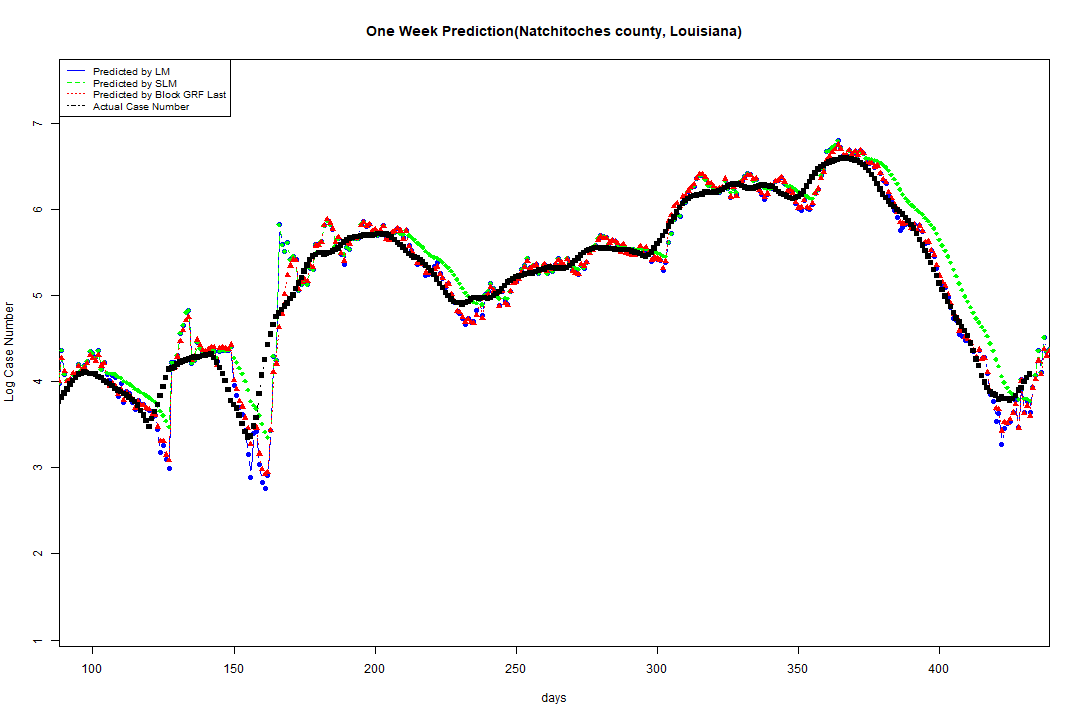 One Week Prediction(Natchitoches county, Louisiana)
Predicted by LM
Predicted by SLM
Predicted by Block GRF Last
Actual Case Number
7
6
5
4
3
2
1
Log Case Number
100 150 200 250 300 350 400
days